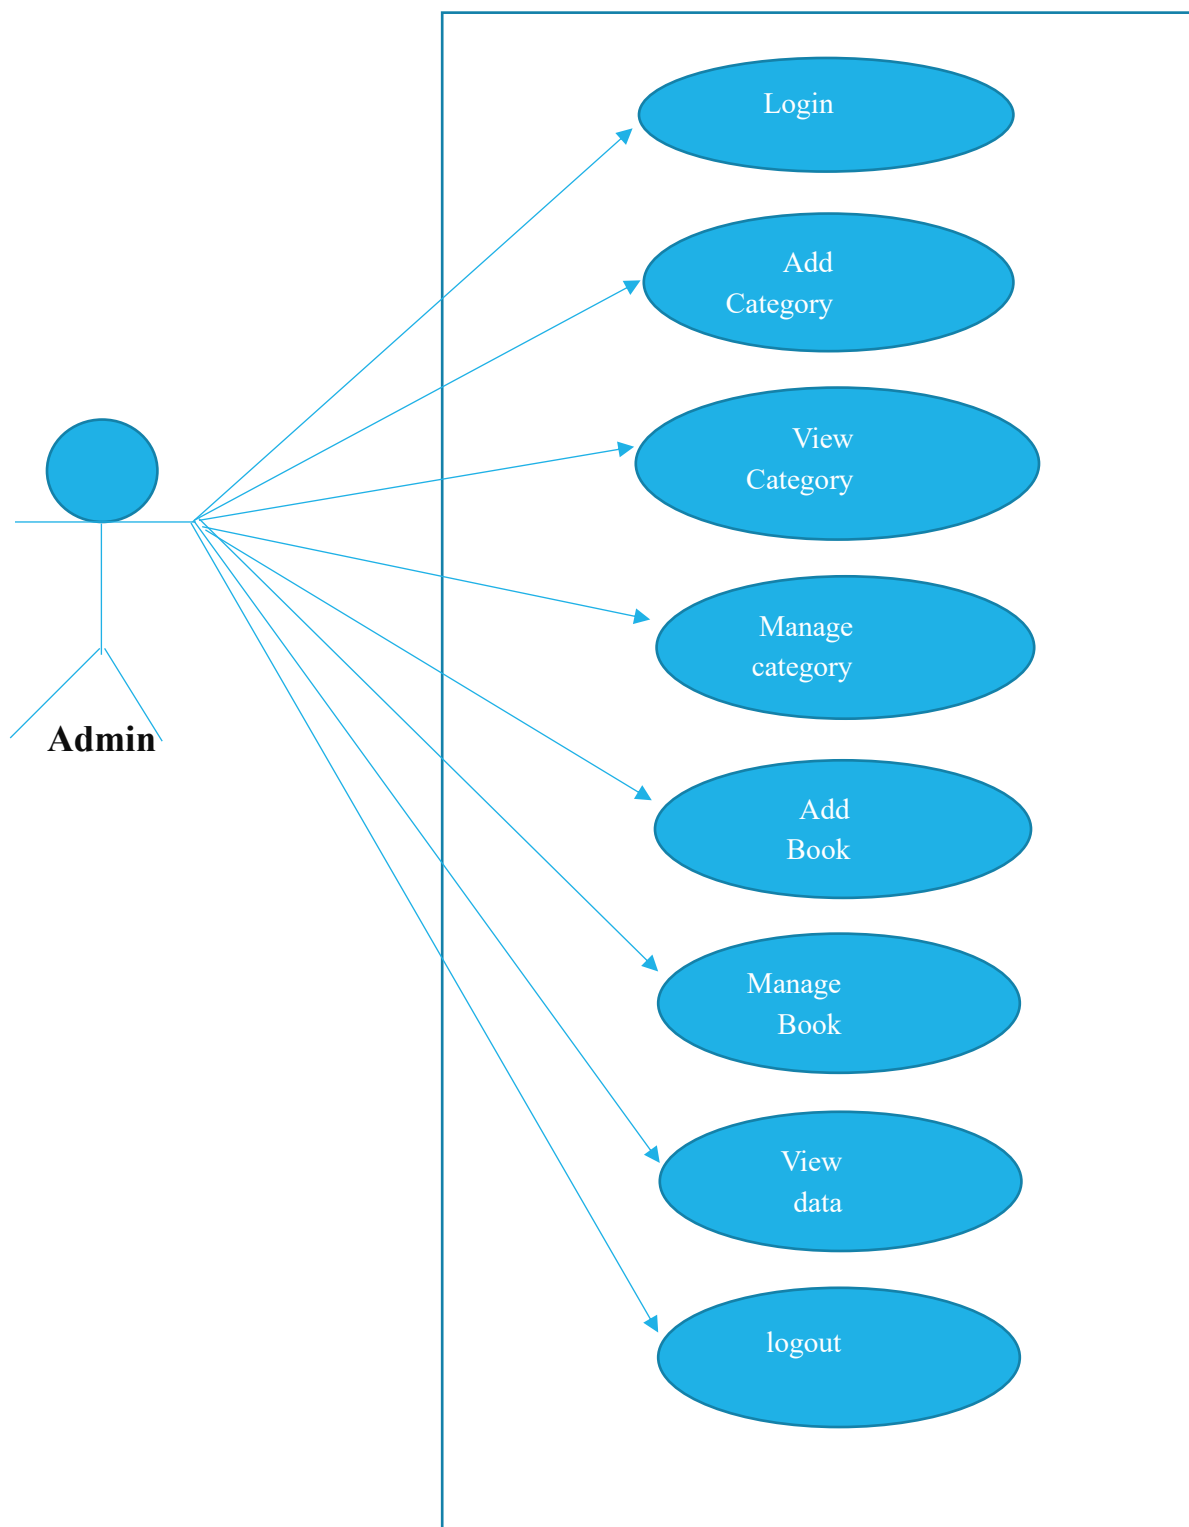 Login
Add
Category
View
Category
Manage
category
Admin
Add
Book
Manage
Book
View
data
logout